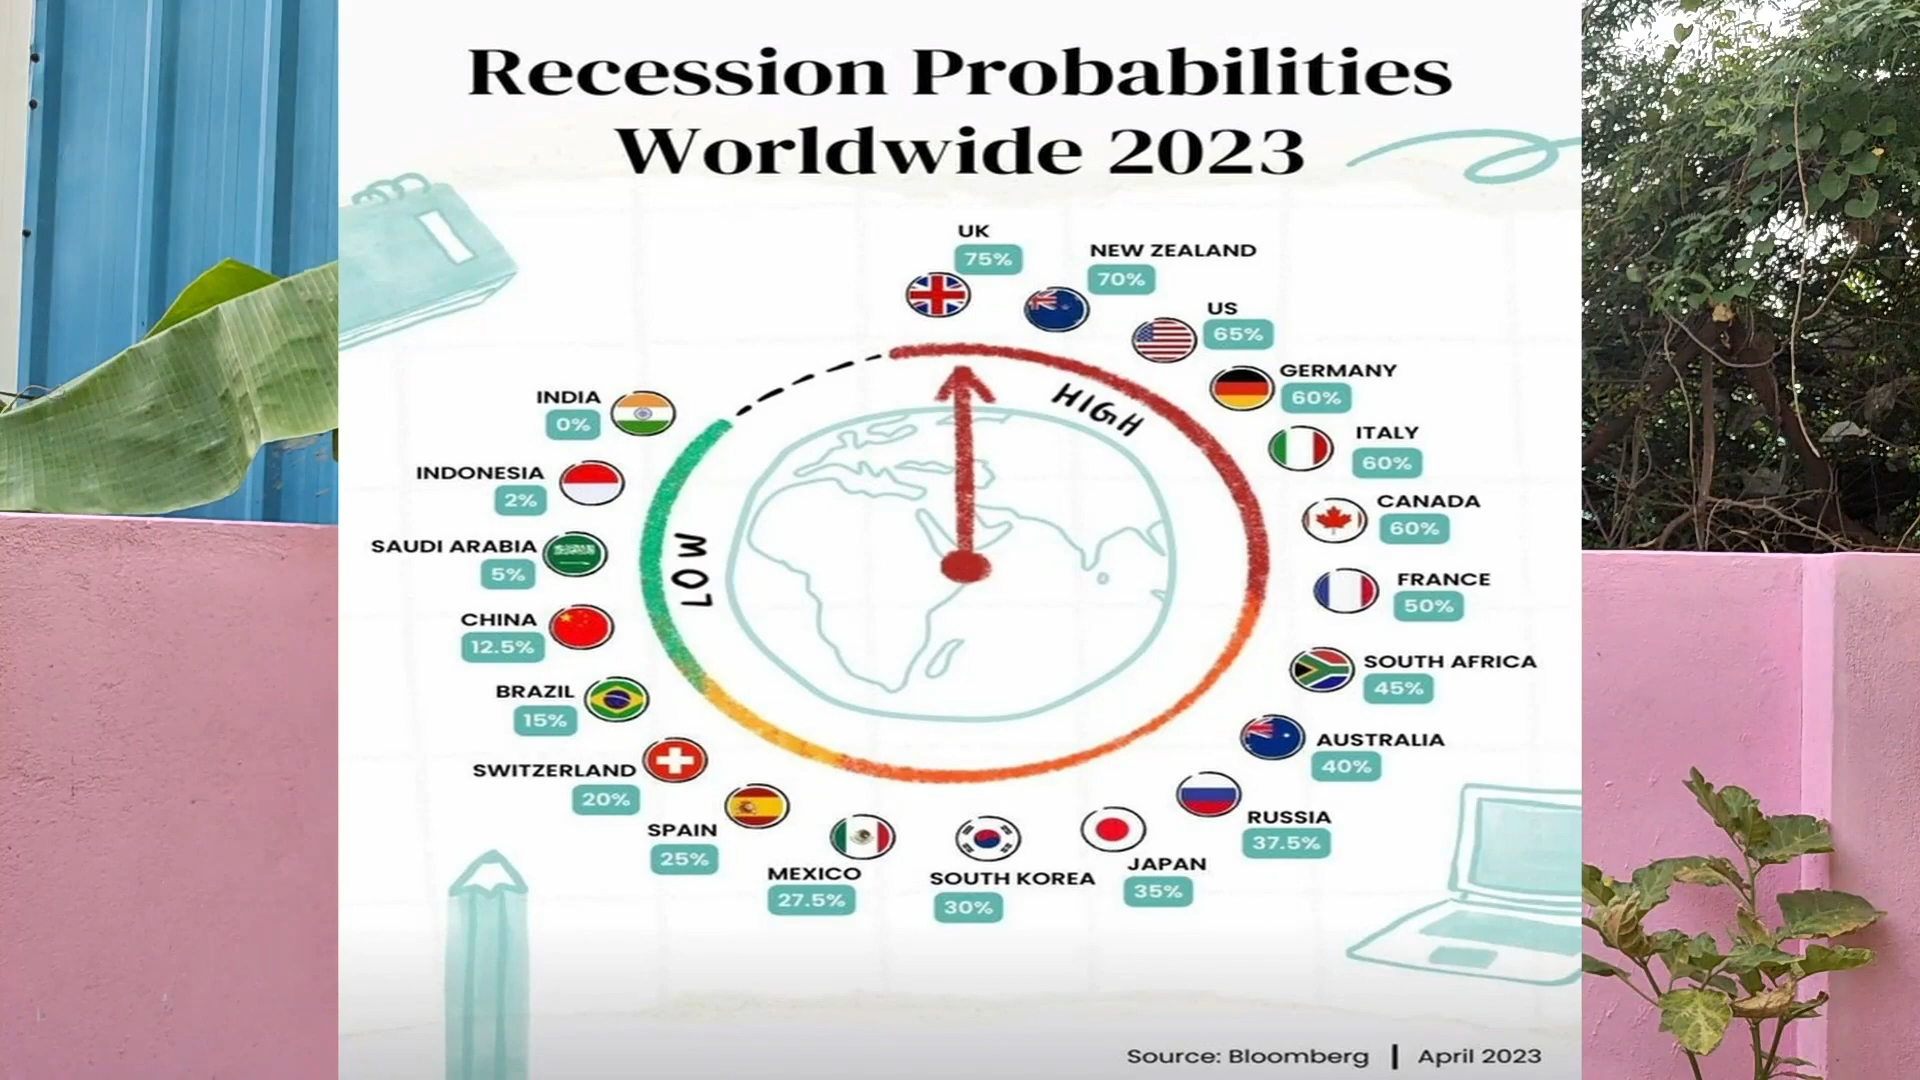 Recession Probabilities
Worldwide 2023
UK
75%
NEW ZEALAND
70%
US
65%
GERMANY
60%
ITALY
60%
CANADA
60%
FRANCE
50%
SOUTH AFRICA
45%
AUSTRALIA
40%
RUSSIA
37.5%
JAPAN
35%
SOUTH KOREA
30%
MEXICO
27.5%
SPAIN
25%
SWITZERLAND
20%
BRAZIL
15%
CHINA
12.5%
SAUDI ARABIA
5%
INDONESIA
2%
INDIA
0%
HIGH
LOW
Source: Bloomberg | April 2023